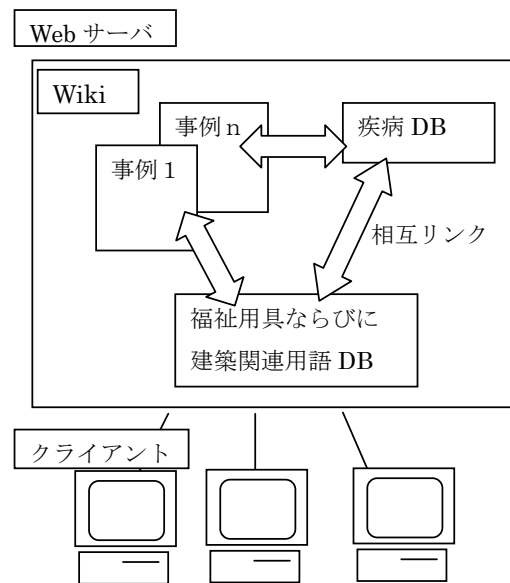 Web サーバ
Wiki
事例ｎ
疾病 DB
事例１
相互リンク
福祉用具ならびに
建築関連用語 DB
クライアント